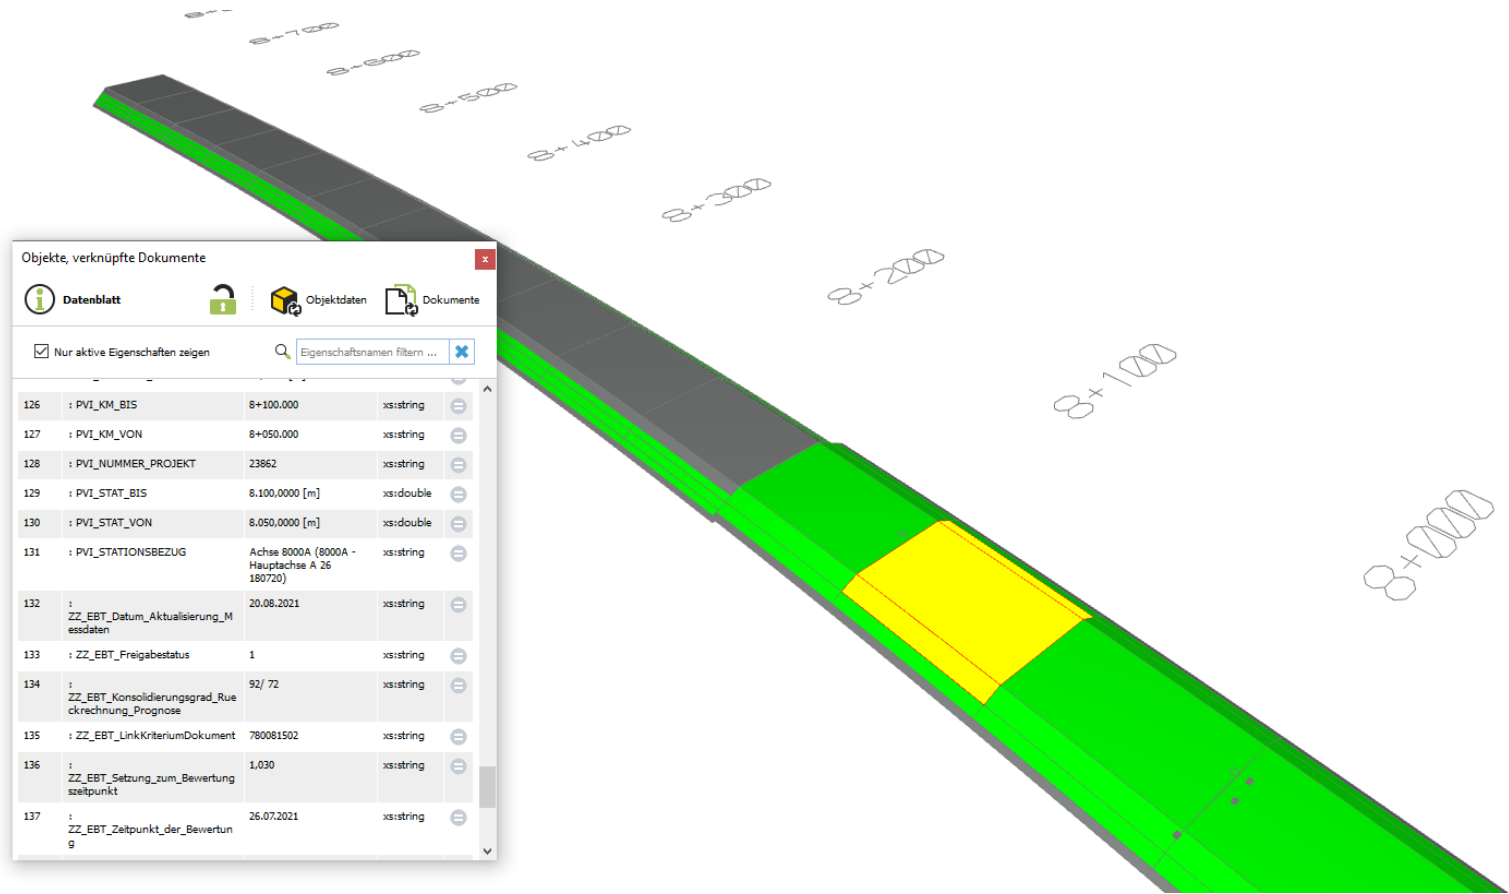 8+700
8+600
8+500
8+400
8+300
8+200
8+100
8+000
Objekte, verknüpfte Dokumente
x
Datenblatt
Objektdaten
Dokumente
Nur aktive Eigenschaften zeigen
Eigenschaftsnamen filtern ...
126 : PVI_KM_BIS 8+100.000 xs:string
127 : PVI_KM_VON 8+050.000 xs:string
128 : PVI_NUMMER_PROJEKT 23862 xs:string
129 : PVI_STAT_BIS 8.100,0000 [m] xs:double
130 : PVI_STAT_VON 8.050,0000 [m] xs:double
131 : PVI_STATIONSBEZUG Achse 8000A (8000A - xs:string
Hauptachse A 26
180720)
132 : 20.08.2021 xs:string
ZZ_EBT_Datum_Aktualisierung_M
essdaten
133 : ZZ_EBT_Freigabestatus 1 xs:string
134 : 92/ 72 xs:string
ZZ_EBT_Konsolidierungsgrad_Rue
ckrechnung_Prognose
135 : ZZ_EBT_LinkKriteriumDokument 780081502 xs:string
136 : 1,030 xs:string
ZZ_EBT_Setzung_zum_Bewertung
szeitpunkt
137 : 26.07.2021 xs:string
ZZ_EBT_Zeitpunkt_der_Bewertun
g